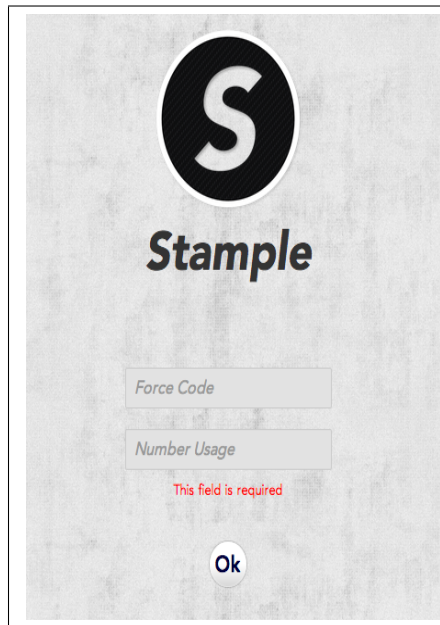 S
Stample
Force Code
Number Usage
This field is required
Ok